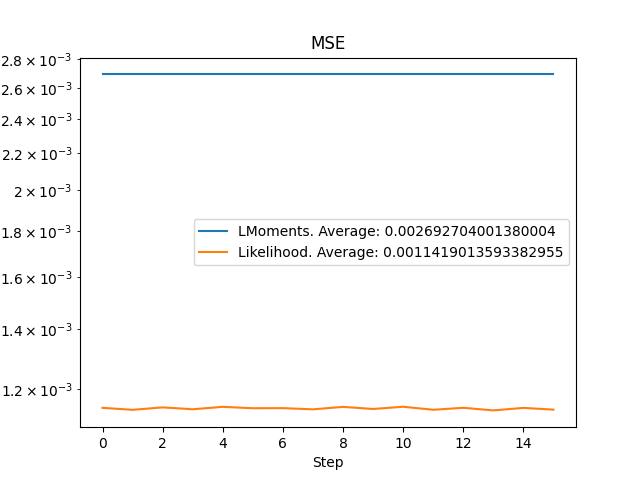 MSE
2.8 × 10⁻³
2.6 × 10⁻³
2.4 × 10⁻³
2.2 × 10⁻³
2 × 10⁻³
1.8 × 10⁻³
1.6 × 10⁻³
1.4 × 10⁻³
1.2 × 10⁻³
LMoments. Average: 0.002692704001380004
Likelihood. Average: 0.0011419013593382955
0 2 4 6 8 10 12 14
Step